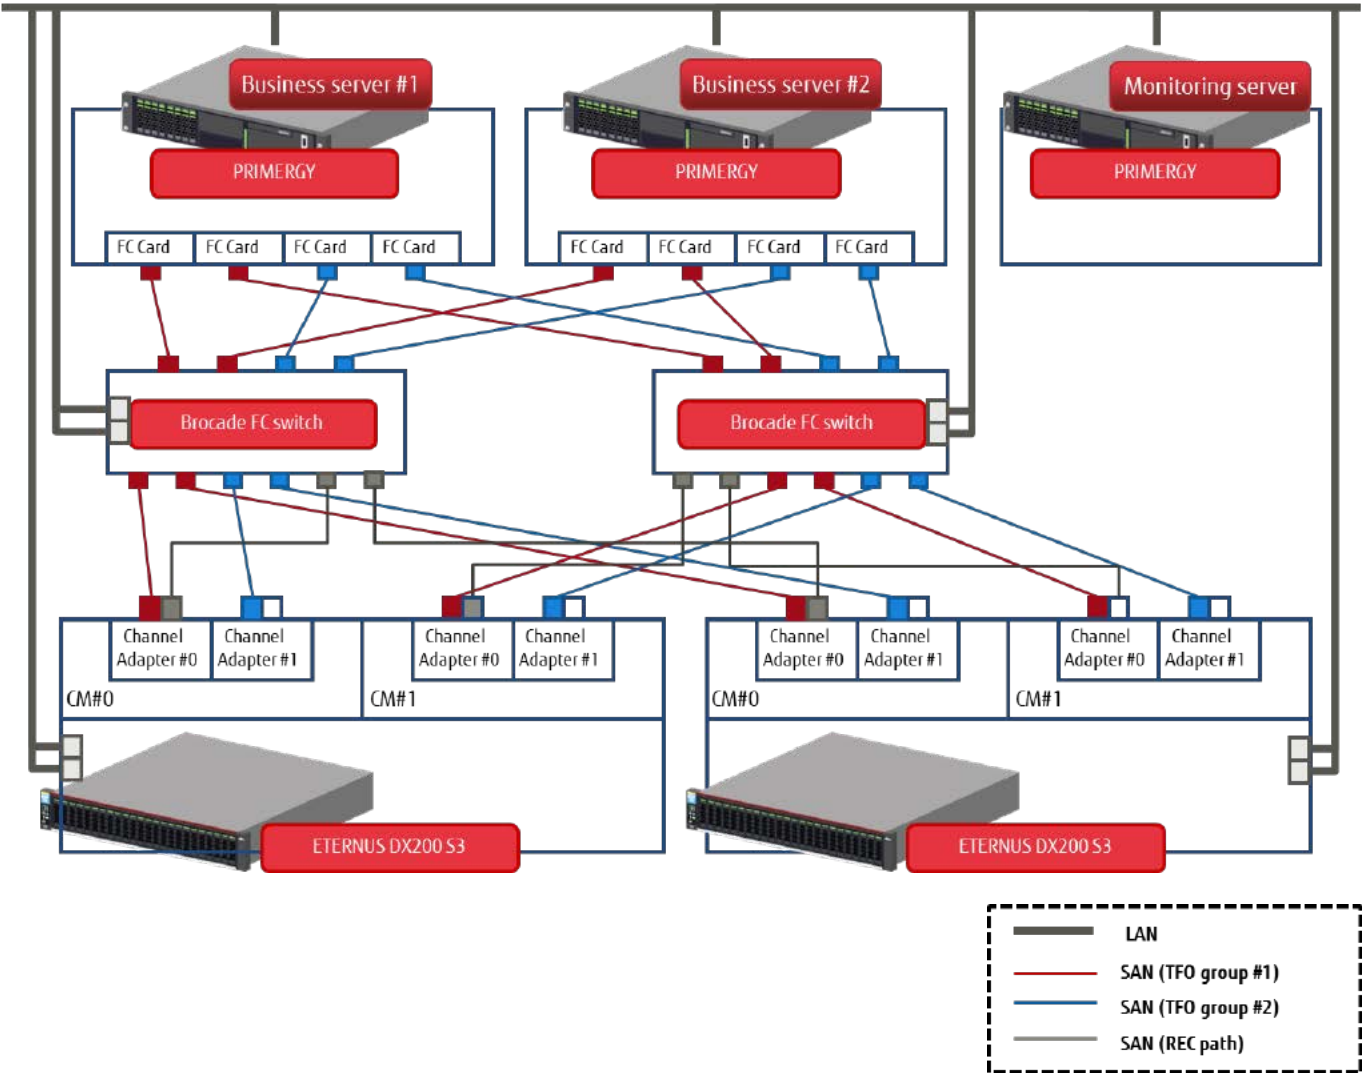 Business server #1
Business server #2
Monitoring server
PRIMERGY
PRIMERGY
PRIMERGY
FC Card
FC Card
FC Card
FC Card
FC Card
FC Card
FC Card
FC Card
Brocade FC switch
Brocade FC switch
Channel
Adapter #0
Channel
Adapter #1
Channel
Adapter #0
Channel
Adapter #1
Channel
Adapter #0
Channel
Adapter #1
Channel
Adapter #0
Channel
Adapter #1
CM#0
CM#1
CM#0
CM#1
ETERNUS DX200 S3
ETERNUS DX200 S3
LAN
SAN (TFO group #1)
SAN (TFO group #2)
SAN (REC path)